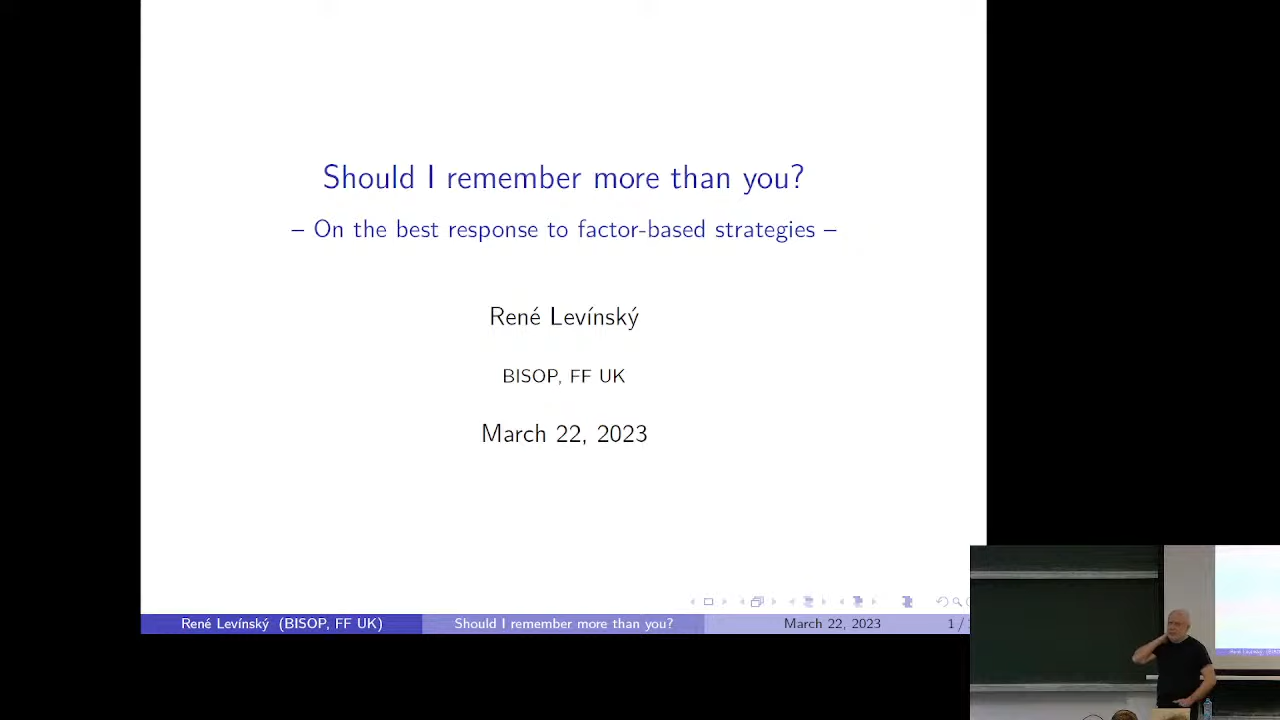 Should I remember more than you?
– On the best response to factor-based strategies –
René Levínský
BISOP, FF UK
March 22, 2023
René Levínský (BISOP, FF UK) Should I remember more than you? March 22, 2023 1 /